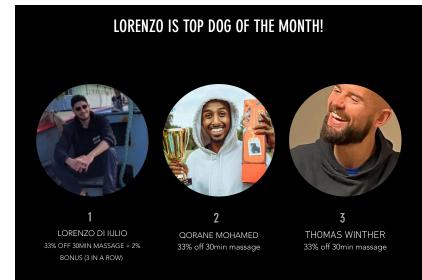 LORENZO IS TOP DOG OF THE MONTH!
1
LORENZO DI IULIO
33% OFF 30MIN MASSAGE + 2%
BONUS (3 IN A ROW)
2
QORANE MOHAMED
33% off 30min massage
3
THOMAS WINTHER
33% off 30min massage